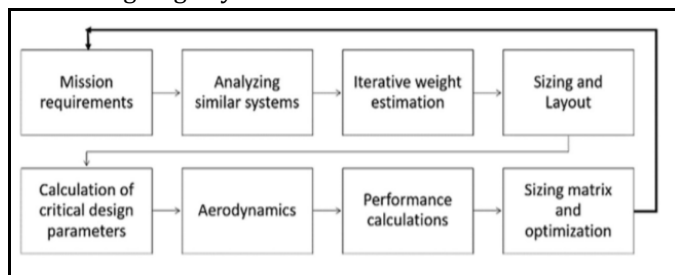 Mission
requirements
Analyzing
similar systems
Iterative weight
estimation
Sizing and
Layout
Calculation of
critical design
parameters
Aerodynamics
Performance
calculations
Sizing matrix
and
optimization